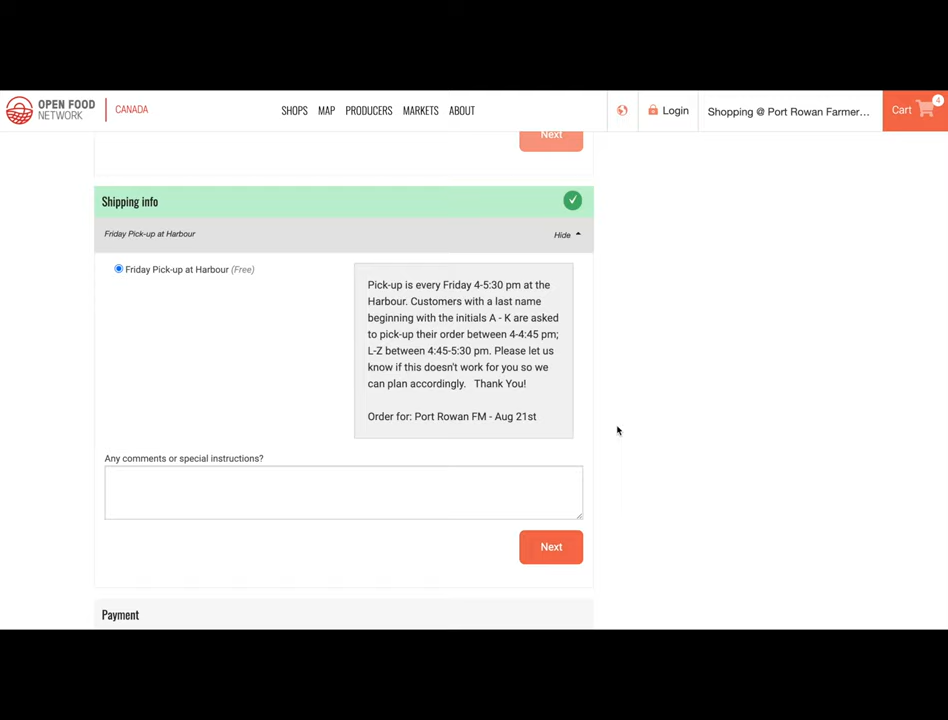 OPEN FOOD
NETWORK
CANADA
SHOPS MAP PRODUCERS MARKETS ABOUT
Login
Shopping @ Port Rowan Farmer...
Cart
4
Next
Shipping info
Friday Pick-up at Harbour
Hide
Friday Pick-up at Harbour (Free)
Pick-up is every Friday 4-5:30 pm at the
Harbour. Customers with a last name
beginning with the initials A - K are asked
to pick-up their order between 4-4:45 pm;
L-Z between 4:45-5:30 pm. Please let us
know if this doesn't work for you so we
can plan accordingly. Thank You!
Order for: Port Rowan FM - Aug 21st
Any comments or special instructions?
Next
Payment